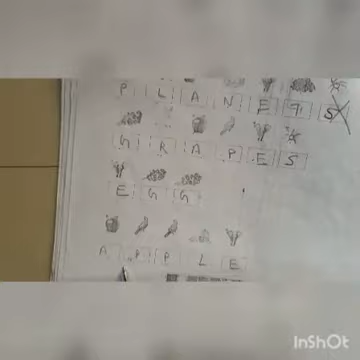 P L A N E T S
G R A P E S
E G G
A P P L E
InShOt